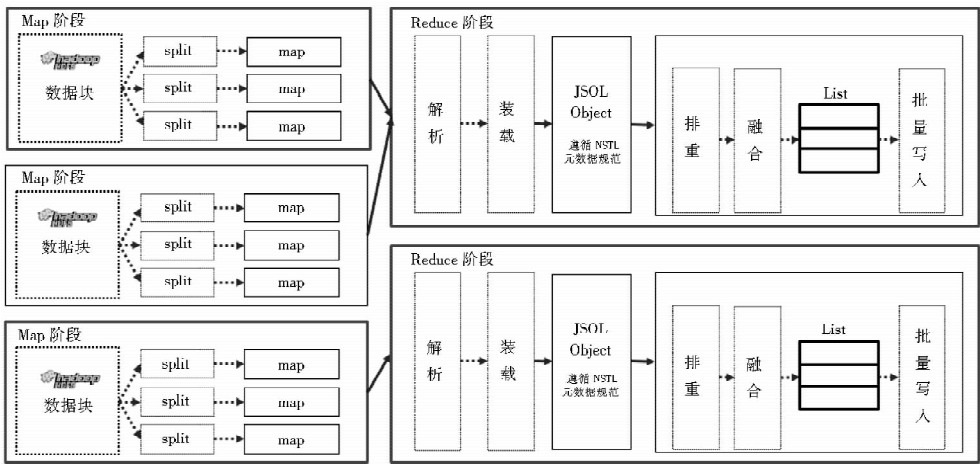 Map 阶段
hadoop
数据块
split
map
split
map
split
map
Map 阶段
hadoop
数据块
split
map
split
map
split
map
Map 阶段
hadoop
数据块
split
map
split
map
split
map
Reduce 阶段
解析
装载
JSOL
Object
遵循 NSTL
元数据规范
排重
融合
List
批量写入
Reduce 阶段
解析
装载
JSOL
Object
遵循 NSTL
元数据规范
排重
融合
List
批量写入